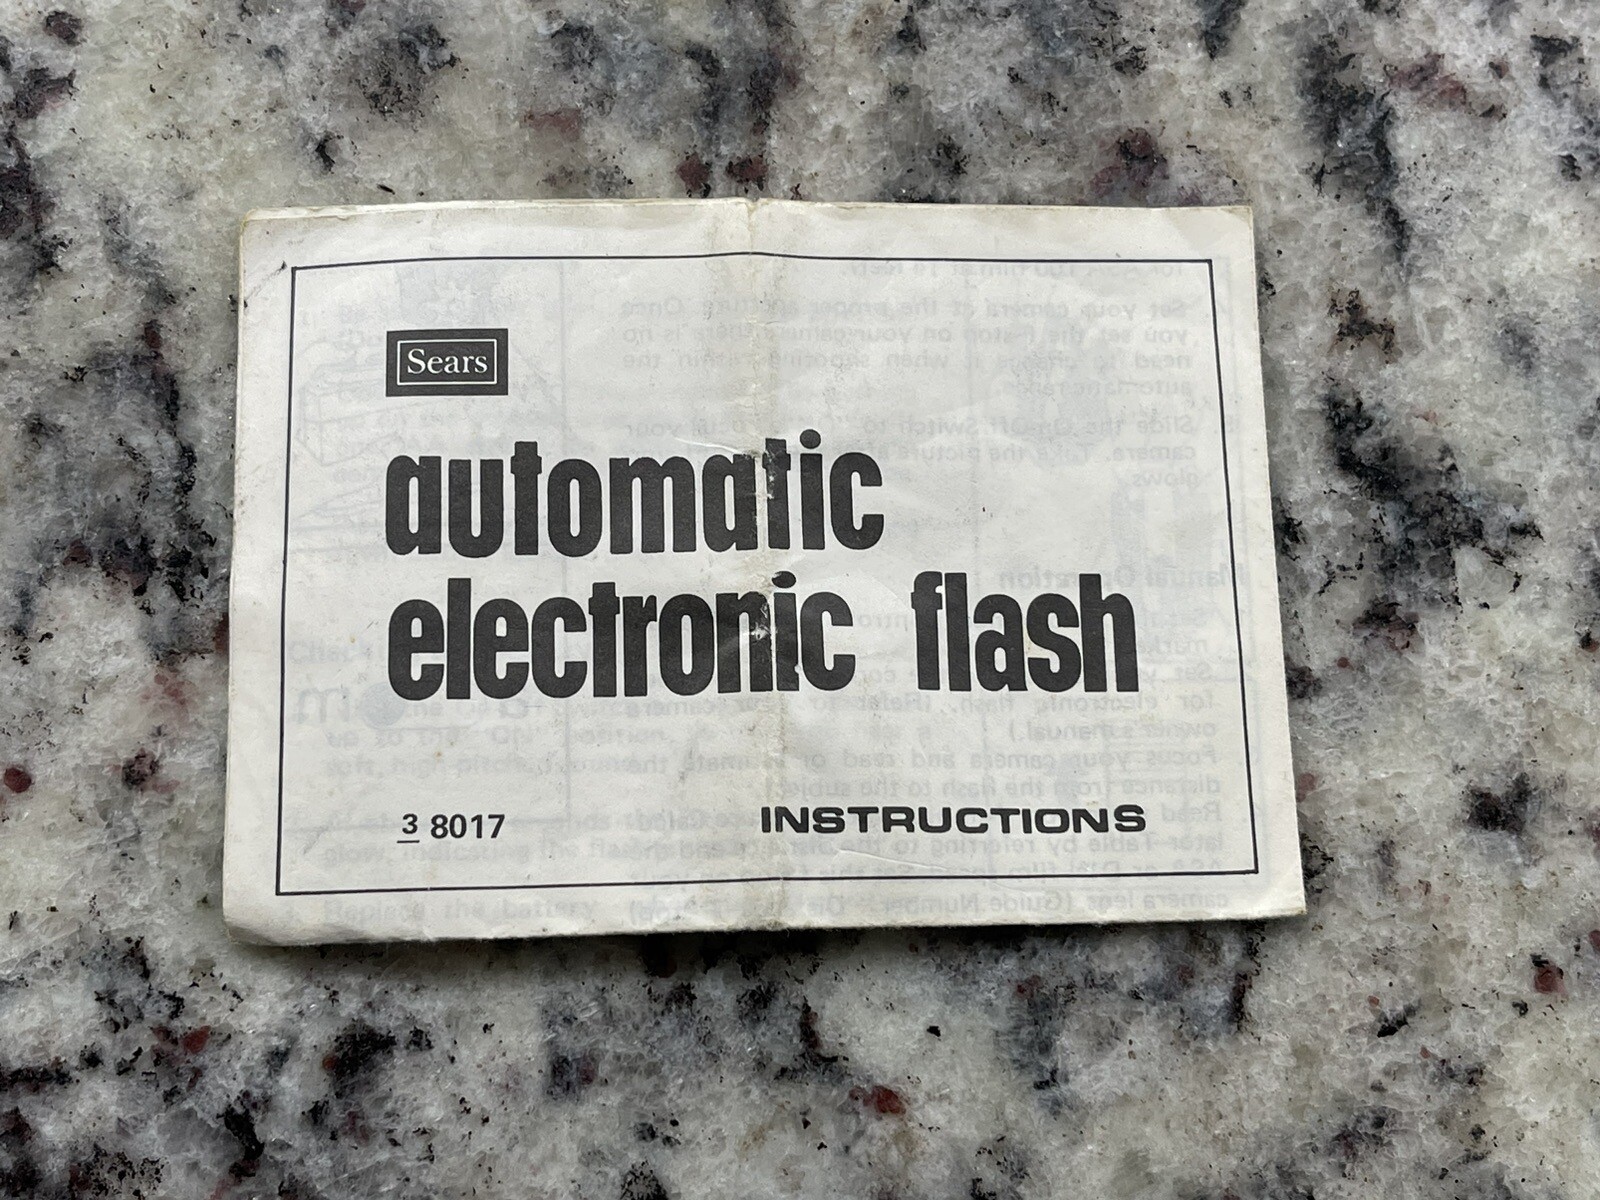 Sears
automatic
electronic flash
3 8017 INSTRUCTIONS